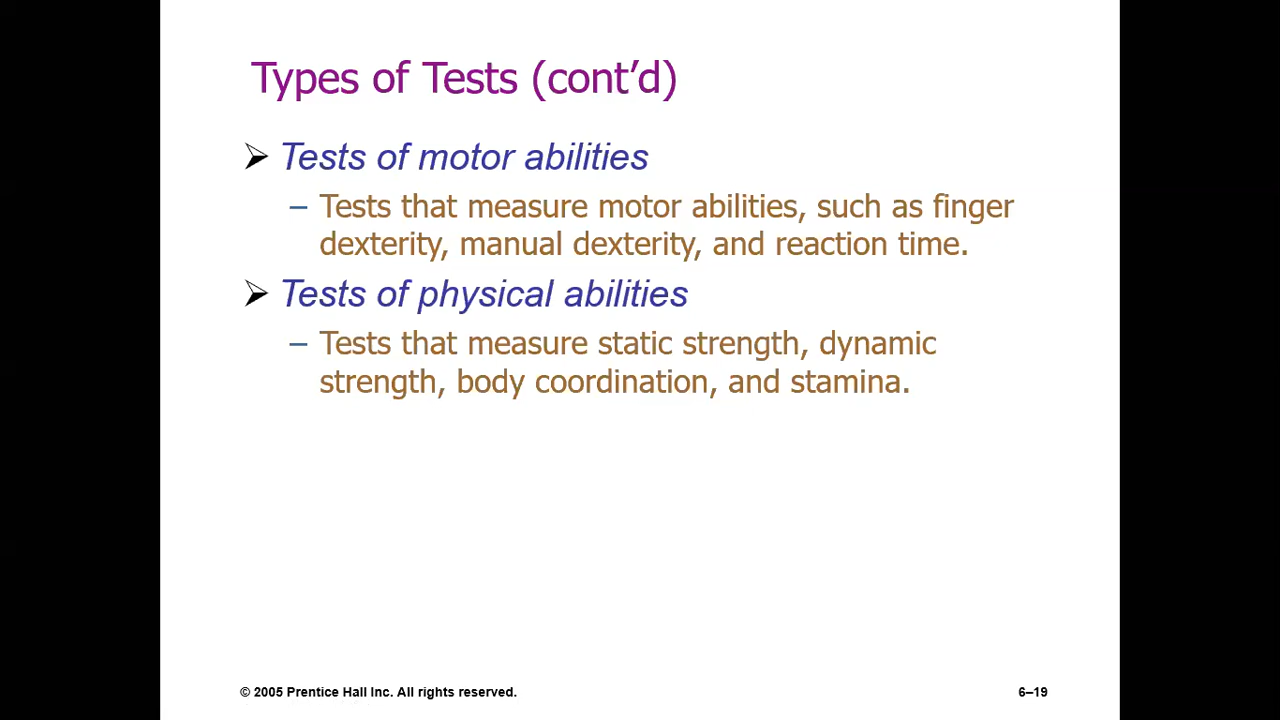 Types of Tests (cont’d)
➢ Tests of motor abilities
– Tests that measure motor abilities, such as finger
dexterity, manual dexterity, and reaction time.
➢ Tests of physical abilities
– Tests that measure static strength, dynamic
strength, body coordination, and stamina.
© 2005 Prentice Hall Inc. All rights reserved.
6–19